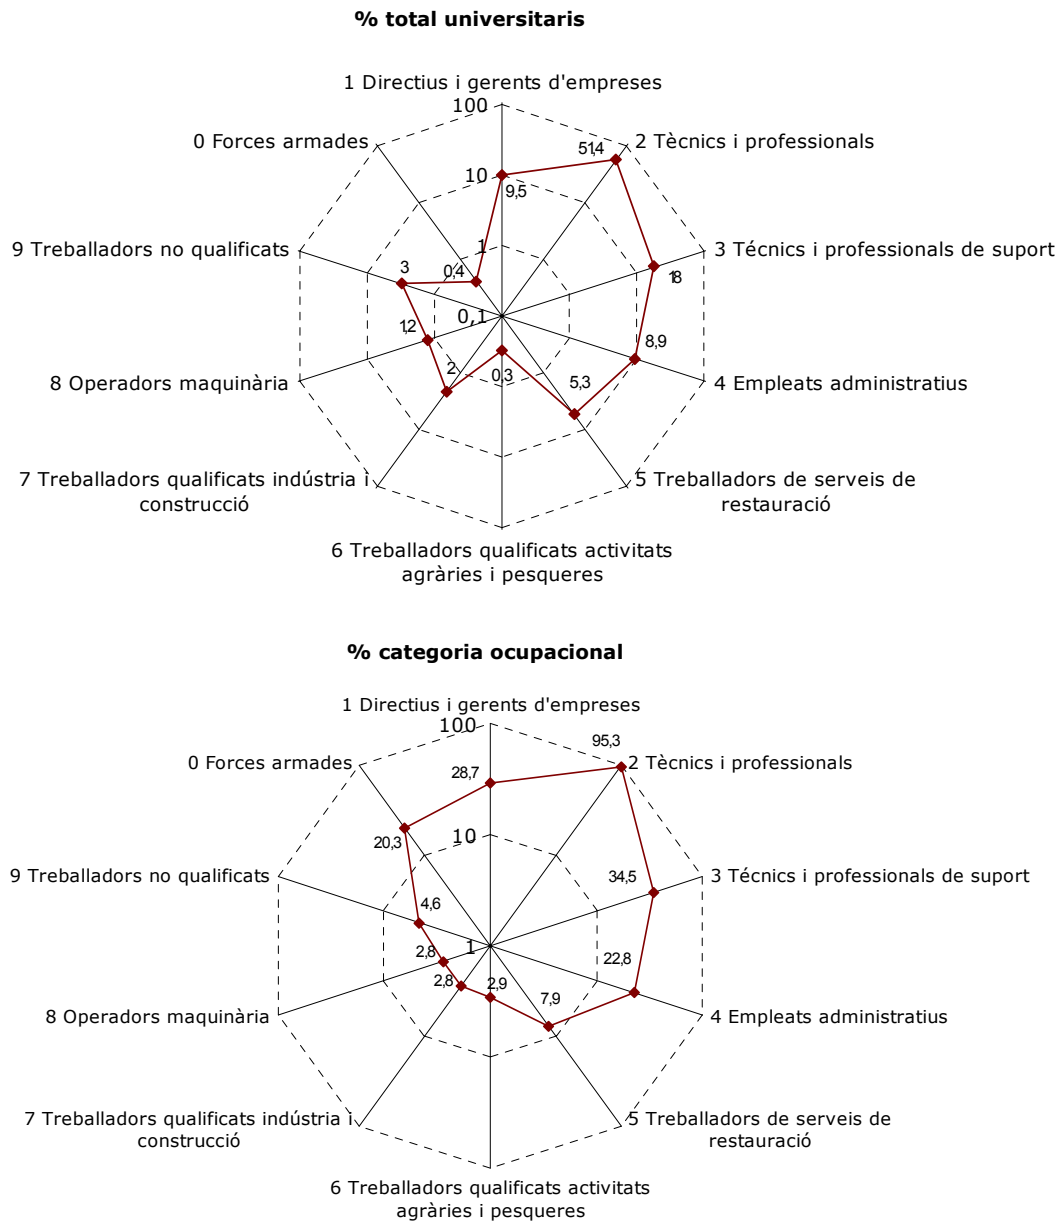 % total universitaris
1 Directius i gerents d'empreses
100
0 Forces armades
51,4
2 Tècnics i professionals
10
9,5
9 Treballadors no qualificats
1
3 Técnics i professionals de suport
3
0,4
18
0,1
1,2
8,9
8 Operadors maquinària
2
0,3
5,3
4 Empleats administratius
7 Treballadors qualificats indústria i
construcció
5 Treballadors de serveis de
restauració
6 Treballadors qualificats activitats
agràries i pesqueres
% categoria ocupacional
1 Directius i gerents d'empreses
100
95,3
0 Forces armades
28,7
2 Tècnics i professionals
10
20,3
9 Treballadors no qualificats
34,5
3 Técnics i professionals de suport
4,6
1
2,8
22,8
2,8
2,9
7,9
8 Operadors maquinària
4 Empleats administratius
7 Treballadors qualificats indústria i
construcció
5 Treballadors de serveis de
restauració
6 Treballadors qualificats activitats
agràries i pesqueres